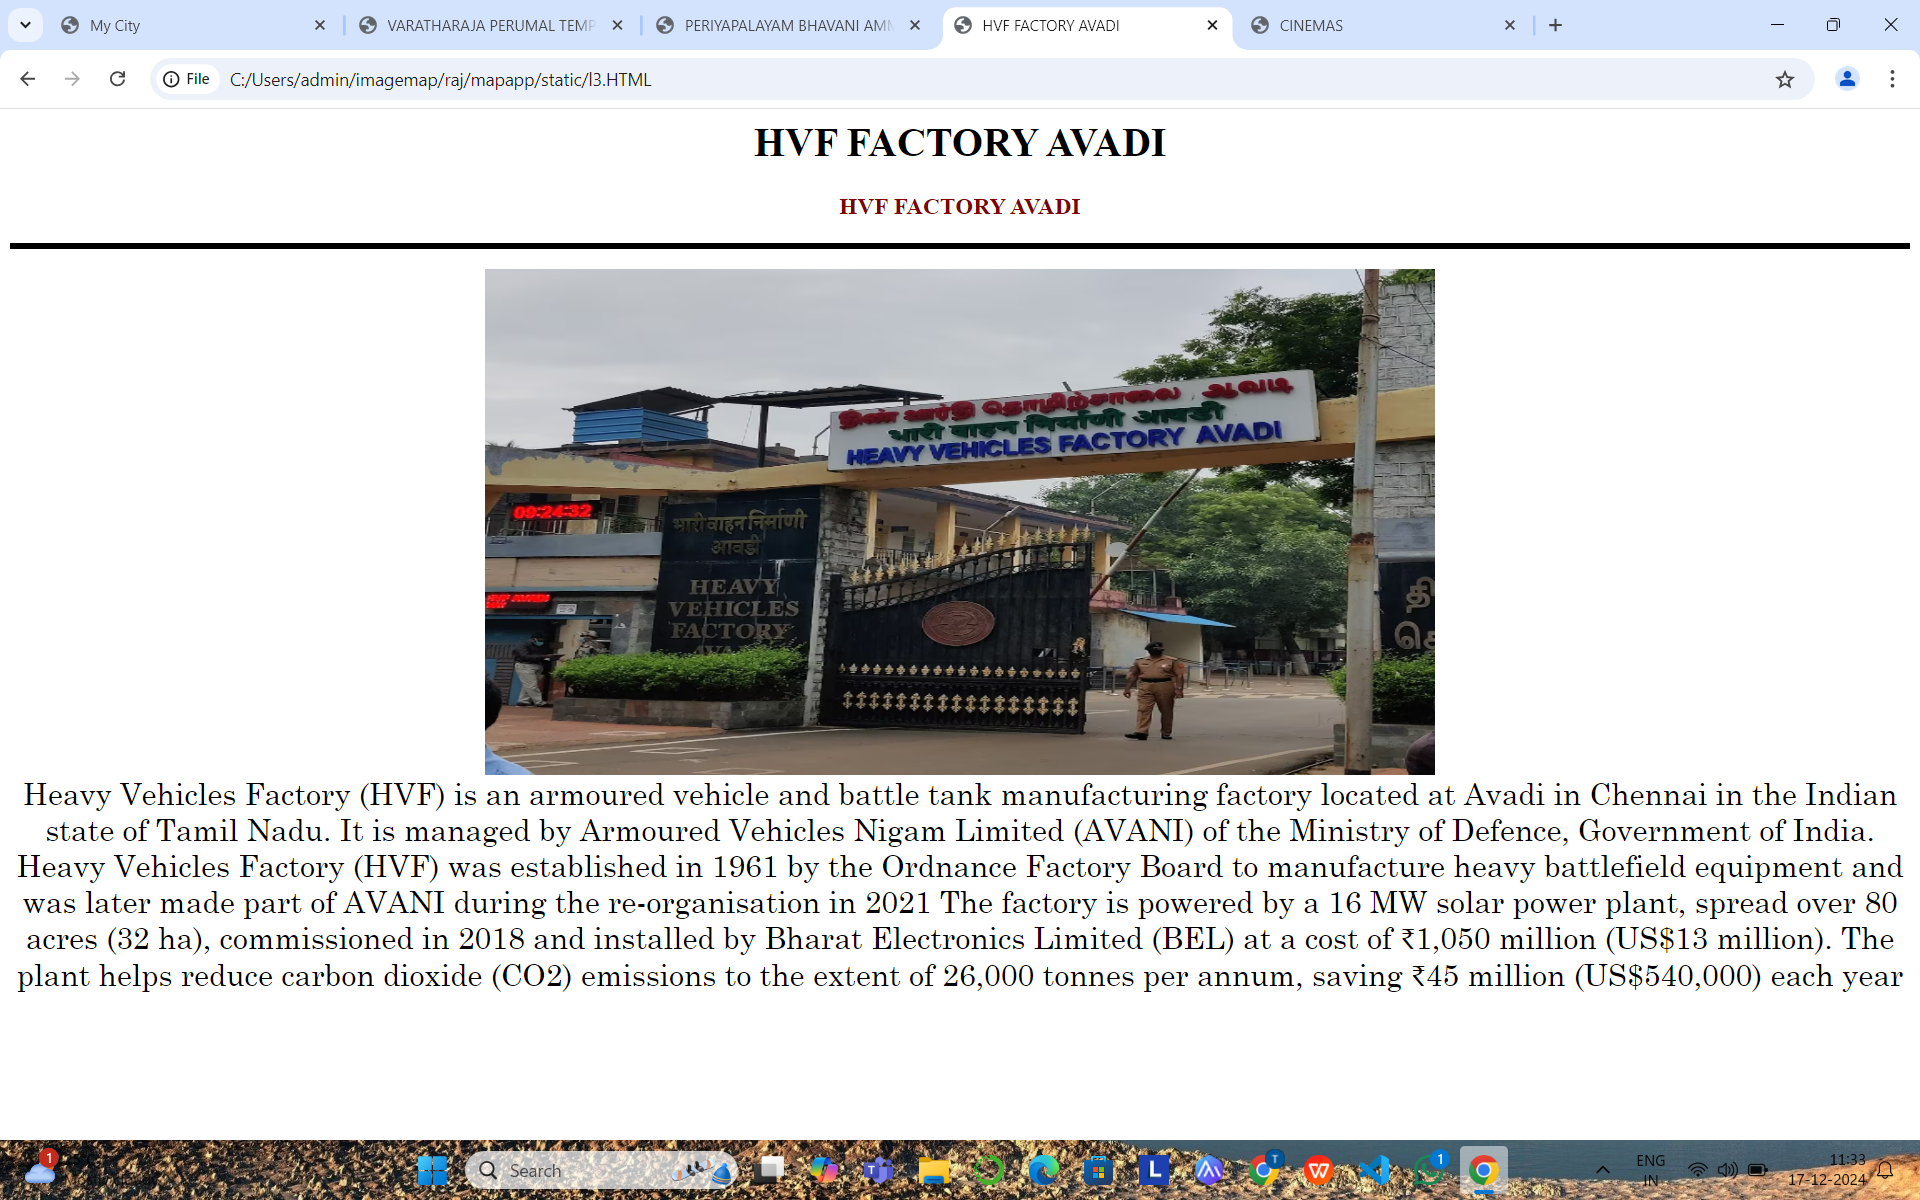 My City
VARATHARAJA PERUMAL TEMP
PERIYAPALAYAM BHAVANI AMM
HVF FACTORY AVADI
CINEMAS
File
C:/Users/admin/imagemap/raj/mapapp/static/l3.HTML
HVF FACTORY AVADI
HVF FACTORY AVADI
திண் ஊர்தி தொழிற்சாலை ஆவடி
भारी वाहन निर्माणी आवडी
HEAVY VEHICLES FACTORY AVADI
09:24:32
भारी वाहन निर्माणी
आवडी
HEAVY
VEHICLES
FACTORY
தி
Heavy Vehicles Factory (HVF) is an armoured vehicle and battle tank manufacturing factory located at Avadi in Chennai in the Indian
state of Tamil Nadu. It is managed by Armoured Vehicles Nigam Limited (AVANI) of the Ministry of Defence, Government of India.
Heavy Vehicles Factory (HVF) was established in 1961 by the Ordnance Factory Board to manufacture heavy battlefield equipment and
was later made part of AVANI during the re-organisation in 2021 The factory is powered by a 16 MW solar power plant, spread over 80
acres (32 ha), commissioned in 2018 and installed by Bharat Electronics Limited (BEL) at a cost of ₹1,050 million (US$13 million). The
plant helps reduce carbon dioxide (CO2) emissions to the extent of 26,000 tonnes per annum, saving ₹45 million (US$540,000) each year
1
Search
L
T
1
ENG
IN
11:33
17-12-2024